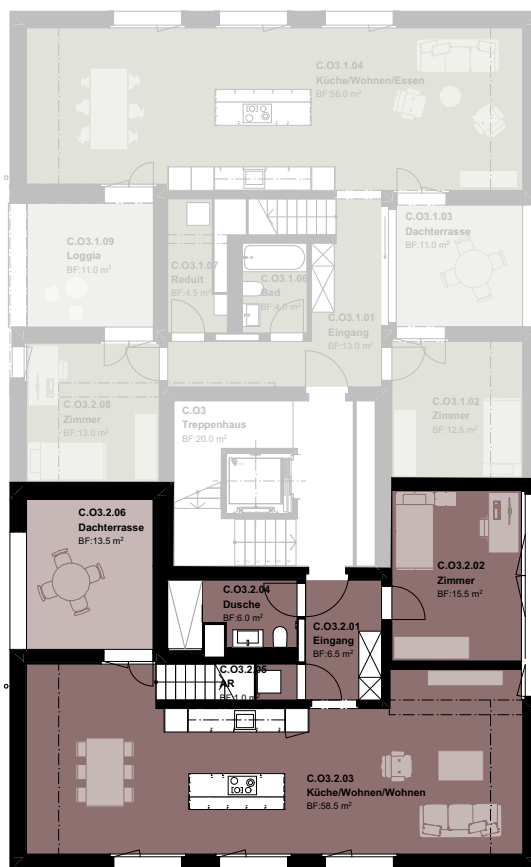 C.O3.1.04
Küche/Wohnen/Essen
BF:56.0 m²
C.O3.1.09
Loggia
BF:11.0 m²
C.O3.1.07
Reduit
BF:4.5 m²
C.O3.1.06
Bad
BF:4.0 m²
C.O3.1.03
Dachterrasse
BF:11.0 m²
C.O3.1.01
Eingang
BF:13.0 m²
C.O3.2.08
Zimmer
BF:13.0 m²
C.O3
Treppenhaus
BF:20.0 m²
C.O3.1.02
Zimmer
BF:12.5 m²
C.O3.2.06
Dachterrasse
BF:13.5 m²
C.O3.2.02
Zimmer
BF:15.5 m²
C.O3.2.04
Dusche
BF:6.0 m²
C.O3.2.01
Eingang
BF:6.5 m²
C.O3.2.05
AR
BF:1.0 m²
C.O3.2.03
Küche/Wohnen/Wohnen
BF:58.5 m²